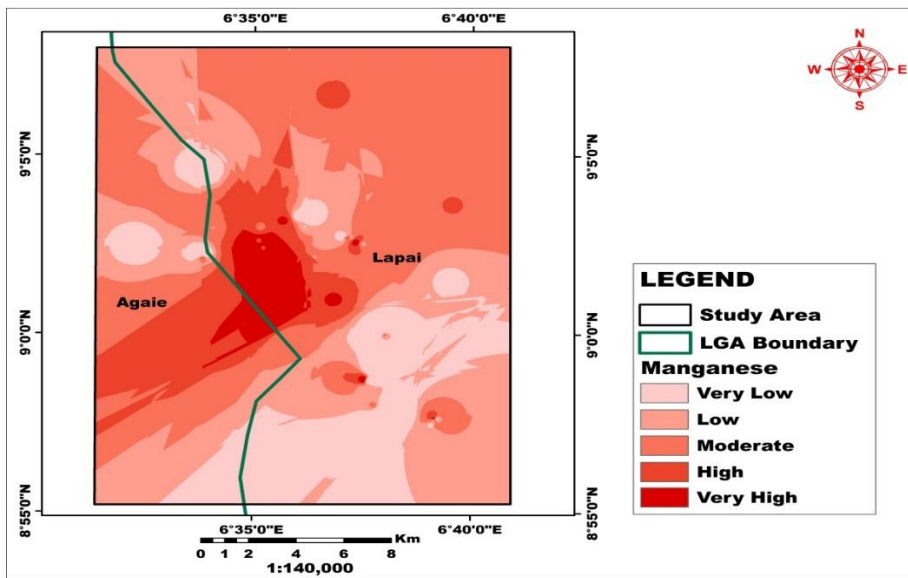 6°35'0"E 6°40'0"E
N
W E
S
9°5'0"N 9°5'0"N
Lapai
Agaie
9°0'0"N 9°0'0"N
8°55'0"N 8°55'0"N
6°35'0"E 6°40'0"E
Km
0 1 2 4 6 8
1:140,000
LEGEND
Study Area
LGA Boundary
Manganese
Very Low
Low
Moderate
High
Very High